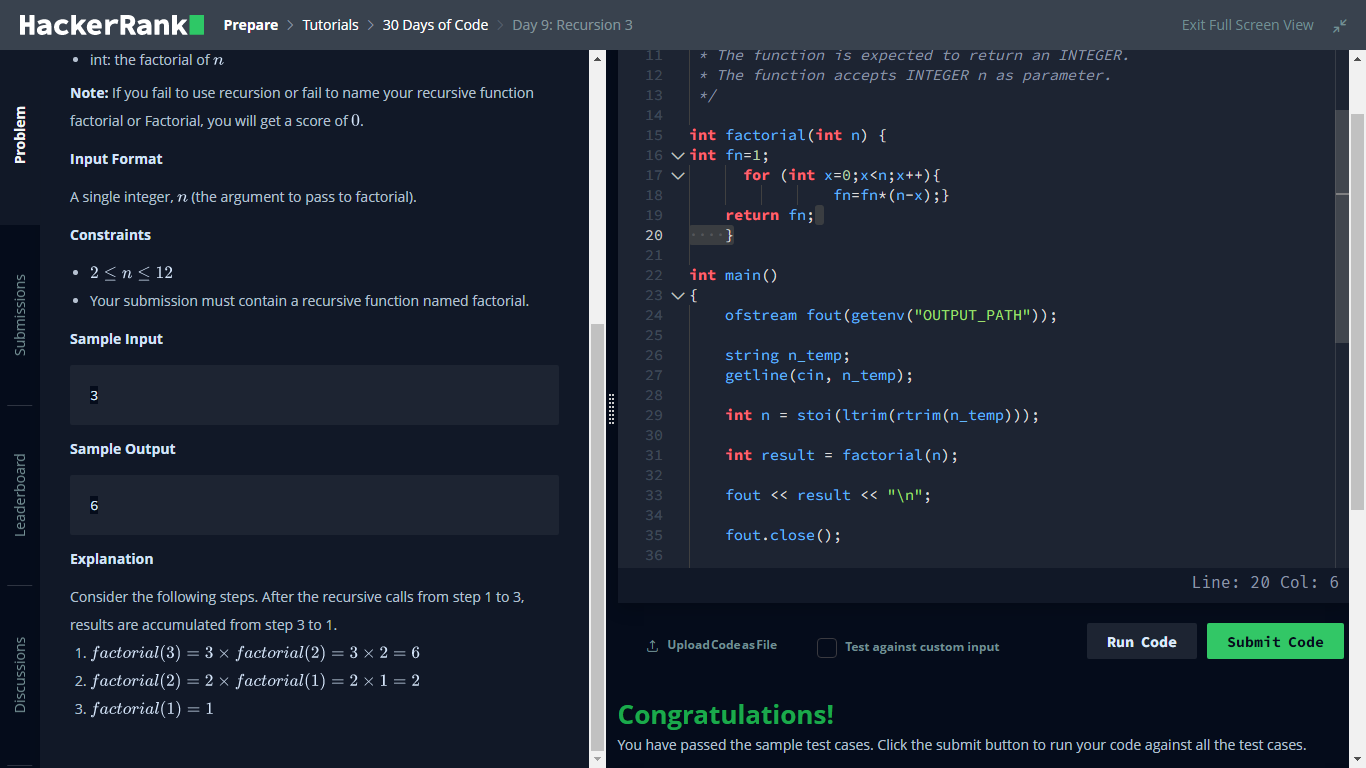 HackerRank Prepare > Tutorials > 30 Days of Code > Day 9: Recursion 3 Exit Full Screen View
Problem
Submissions
Leaderboard
Discussions
• int: the factorial of n
Note: If you fail to use recursion or fail to name your recursive function
factorial or Factorial, you will get a score of 0.
Input Format
A single integer, n (the argument to pass to factorial).
Constraints
• 2 ≤ n ≤ 12
• Your submission must contain a recursive function named factorial.
Sample Input
3
Sample Output
6
Explanation
Consider the following steps. After the recursive calls from step 1 to 3,
results are accumulated from step 3 to 1.
1. factorial(3) = 3 × factorial(2) = 3 × 2 = 6
2. factorial(2) = 2 × factorial(1) = 2 × 1 = 2
3. factorial(1) = 1
11 * The function is expected to return an INTEGER.
12 * The function accepts INTEGER n as parameter.
13 */
14
15 int factorial(int n) {
16 int fn=1;
17 for (int x=0;x<n;x++){
18 fn=fn*(n-x);}
19 return fn;
20 ····}
21
22 int main()
23 {
24 ofstream fout(getenv("OUTPUT_PATH"));
25
26 string n_temp;
27 getline(cin, n_temp);
28
29 int n = stoi(ltrim(rtrim(n_temp)));
30
31 int result = factorial(n);
32
33 fout << result << "\n";
34
35 fout.close();
36
Line: 20 Col: 6
Upload Code as File Test against custom input Run Code Submit Code
Congratulations!
You have passed the sample test cases. Click the submit button to run your code against all the test cases.